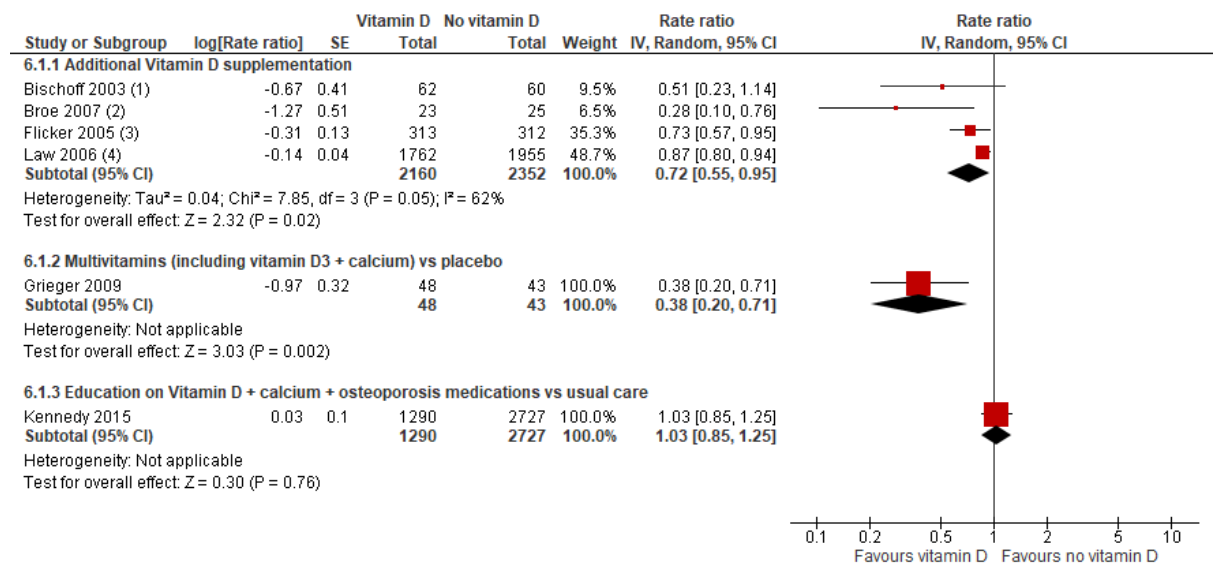 Vitamin D No vitamin D Rate ratio Rate ratio
Study or Subgroup log[Rate ratio] SE Total Total Weight IV, Random, 95% CI IV, Random, 95% CI
6.1.1 Additional Vitamin D supplementation
Bischoff 2003 (1) -0.67 0.41 62 60 9.5% 0.51 [0.23, 1.14]
Broe 2007 (2) -1.27 0.51 23 25 6.5% 0.28 [0.10, 0.76]
Flicker 2005 (3) -0.31 0.13 313 312 35.3% 0.73 [0.57, 0.95]
Law 2006 (4) -0.14 0.04 1762 1955 48.7% 0.87 [0.80, 0.94]
Subtotal (95% CI) 2160 2352 100.0% 0.72 [0.55, 0.95]
Heterogeneity: Tau² = 0.04; Chi² = 7.85, df = 3 (P = 0.05); I² = 62%
Test for overall effect: Z = 2.32 (P = 0.02)
6.1.2 Multivitamins (including vitamin D3 + calcium) vs placebo
Grieger 2009 -0.97 0.32 48 43 100.0% 0.38 [0.20, 0.71]
Subtotal (95% CI) 48 43 100.0% 0.38 [0.20, 0.71]
Heterogeneity: Not applicable
Test for overall effect: Z = 3.03 (P = 0.002)
6.1.3 Education on Vitamin D + calcium + osteoporosis medications vs usual care
Kennedy 2015 0.03 0.1 1290 2727 100.0% 1.03 [0.85, 1.25]
Subtotal (95% CI) 1290 2727 100.0% 1.03 [0.85, 1.25]
Heterogeneity: Not applicable
Test for overall effect: Z = 0.30 (P = 0.76)
0.1 0.2 0.5 1 2 5 10
Favours vitamin D Favours no vitamin D